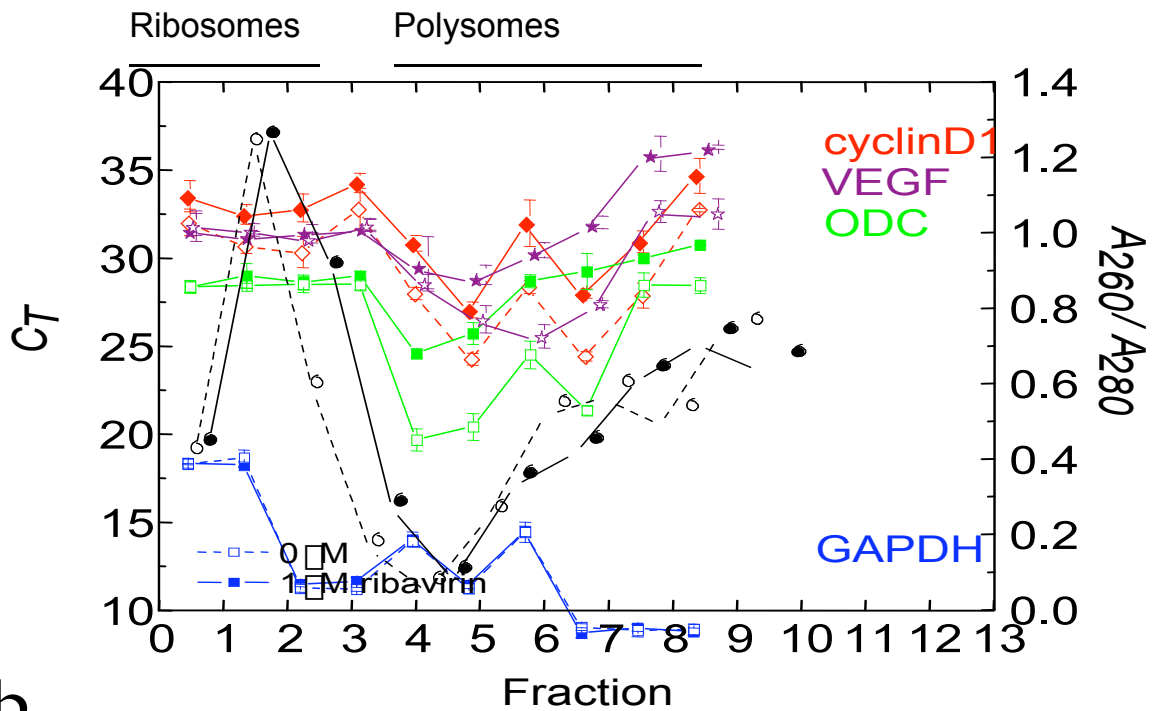 Ribosomes Polysomes
40 1.4
cyclinD1
35 1.2
VEGF
ODC
30 1.0
C_T
25 0.8
A260/A280
20 0.6
0.4
15
GAPDH
0 □M
0.2
1 □M ribavirin
10 0.0
0 1 2 3 4 5 6 7 8 9 10 11 12 13
Fraction
b